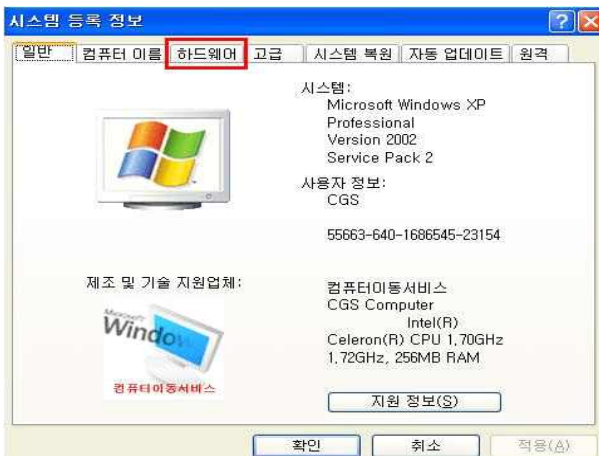 시스템 등록 정보
일반 컴퓨터 이름 하드웨어 고급 시스템 복원 자동 업데이트 원격
시스템:
Microsoft Windows XP
Professional
Version 2002
Service Pack 2
사용자 정보:
CGS
55663-640-1686545-23154
제조 및 기술 지원업체:
Microsoft
Window
컴퓨터이동서비스
컴퓨터이동서비스
CGS Computer
Intel(R)
Celeron(R) CPU 1.70GHz
1.72GHz, 256MB RAM
지원 정보(S)
확인 취소 적용(A)